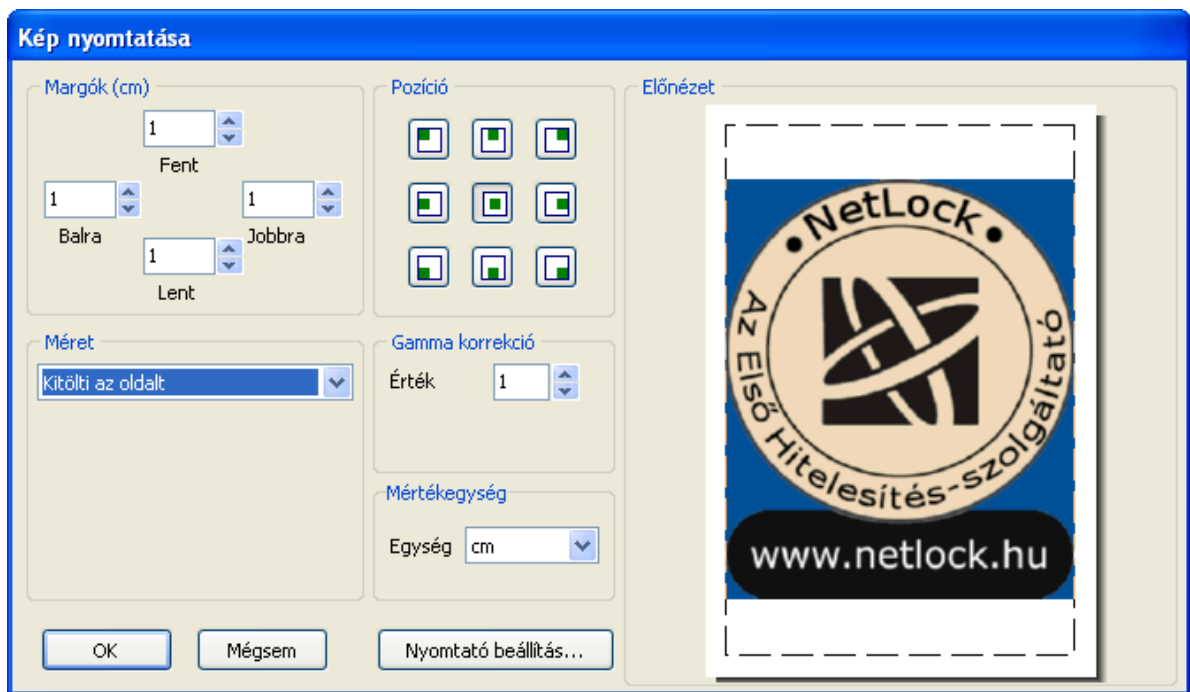 Kép nyomtatása
Margók (cm)
1
Fent
1
Balra
1
Jobbra
1
Lent
Pozíció
Méret
Kitölti az oldalt
Gamma korrekció
Érték 1
Mértékegység
Egység cm
OK
Mégsem
Nyomtató beállítás...
Előnézet
• NetLock •
Az Első Hitelesítés-szolgáltató
www.netlock.hu